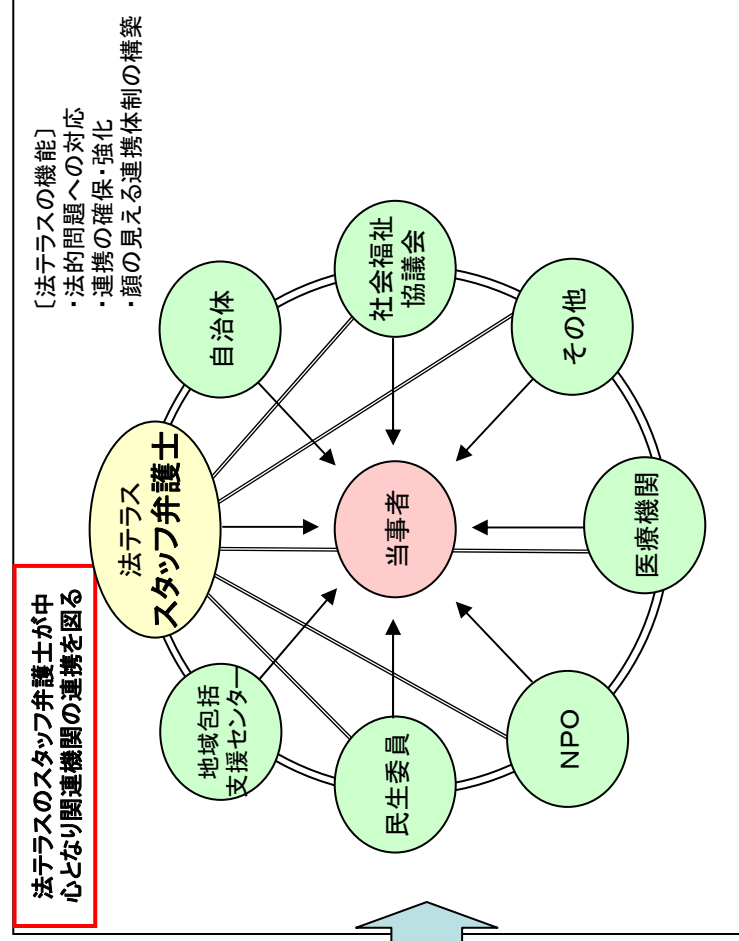 法テラスのスタッフ弁護士が中
心となり関連機関の連携を図る
〔法テラスの機能〕
・法的問題への対応
・連携の確保・強化
・顔の見える連携体制の構築
法テラス
スタッフ弁護士
自治体
社会福祉
協議会
その他
医療機関
NPO
民生委員
地域包括
支援センター
当事者